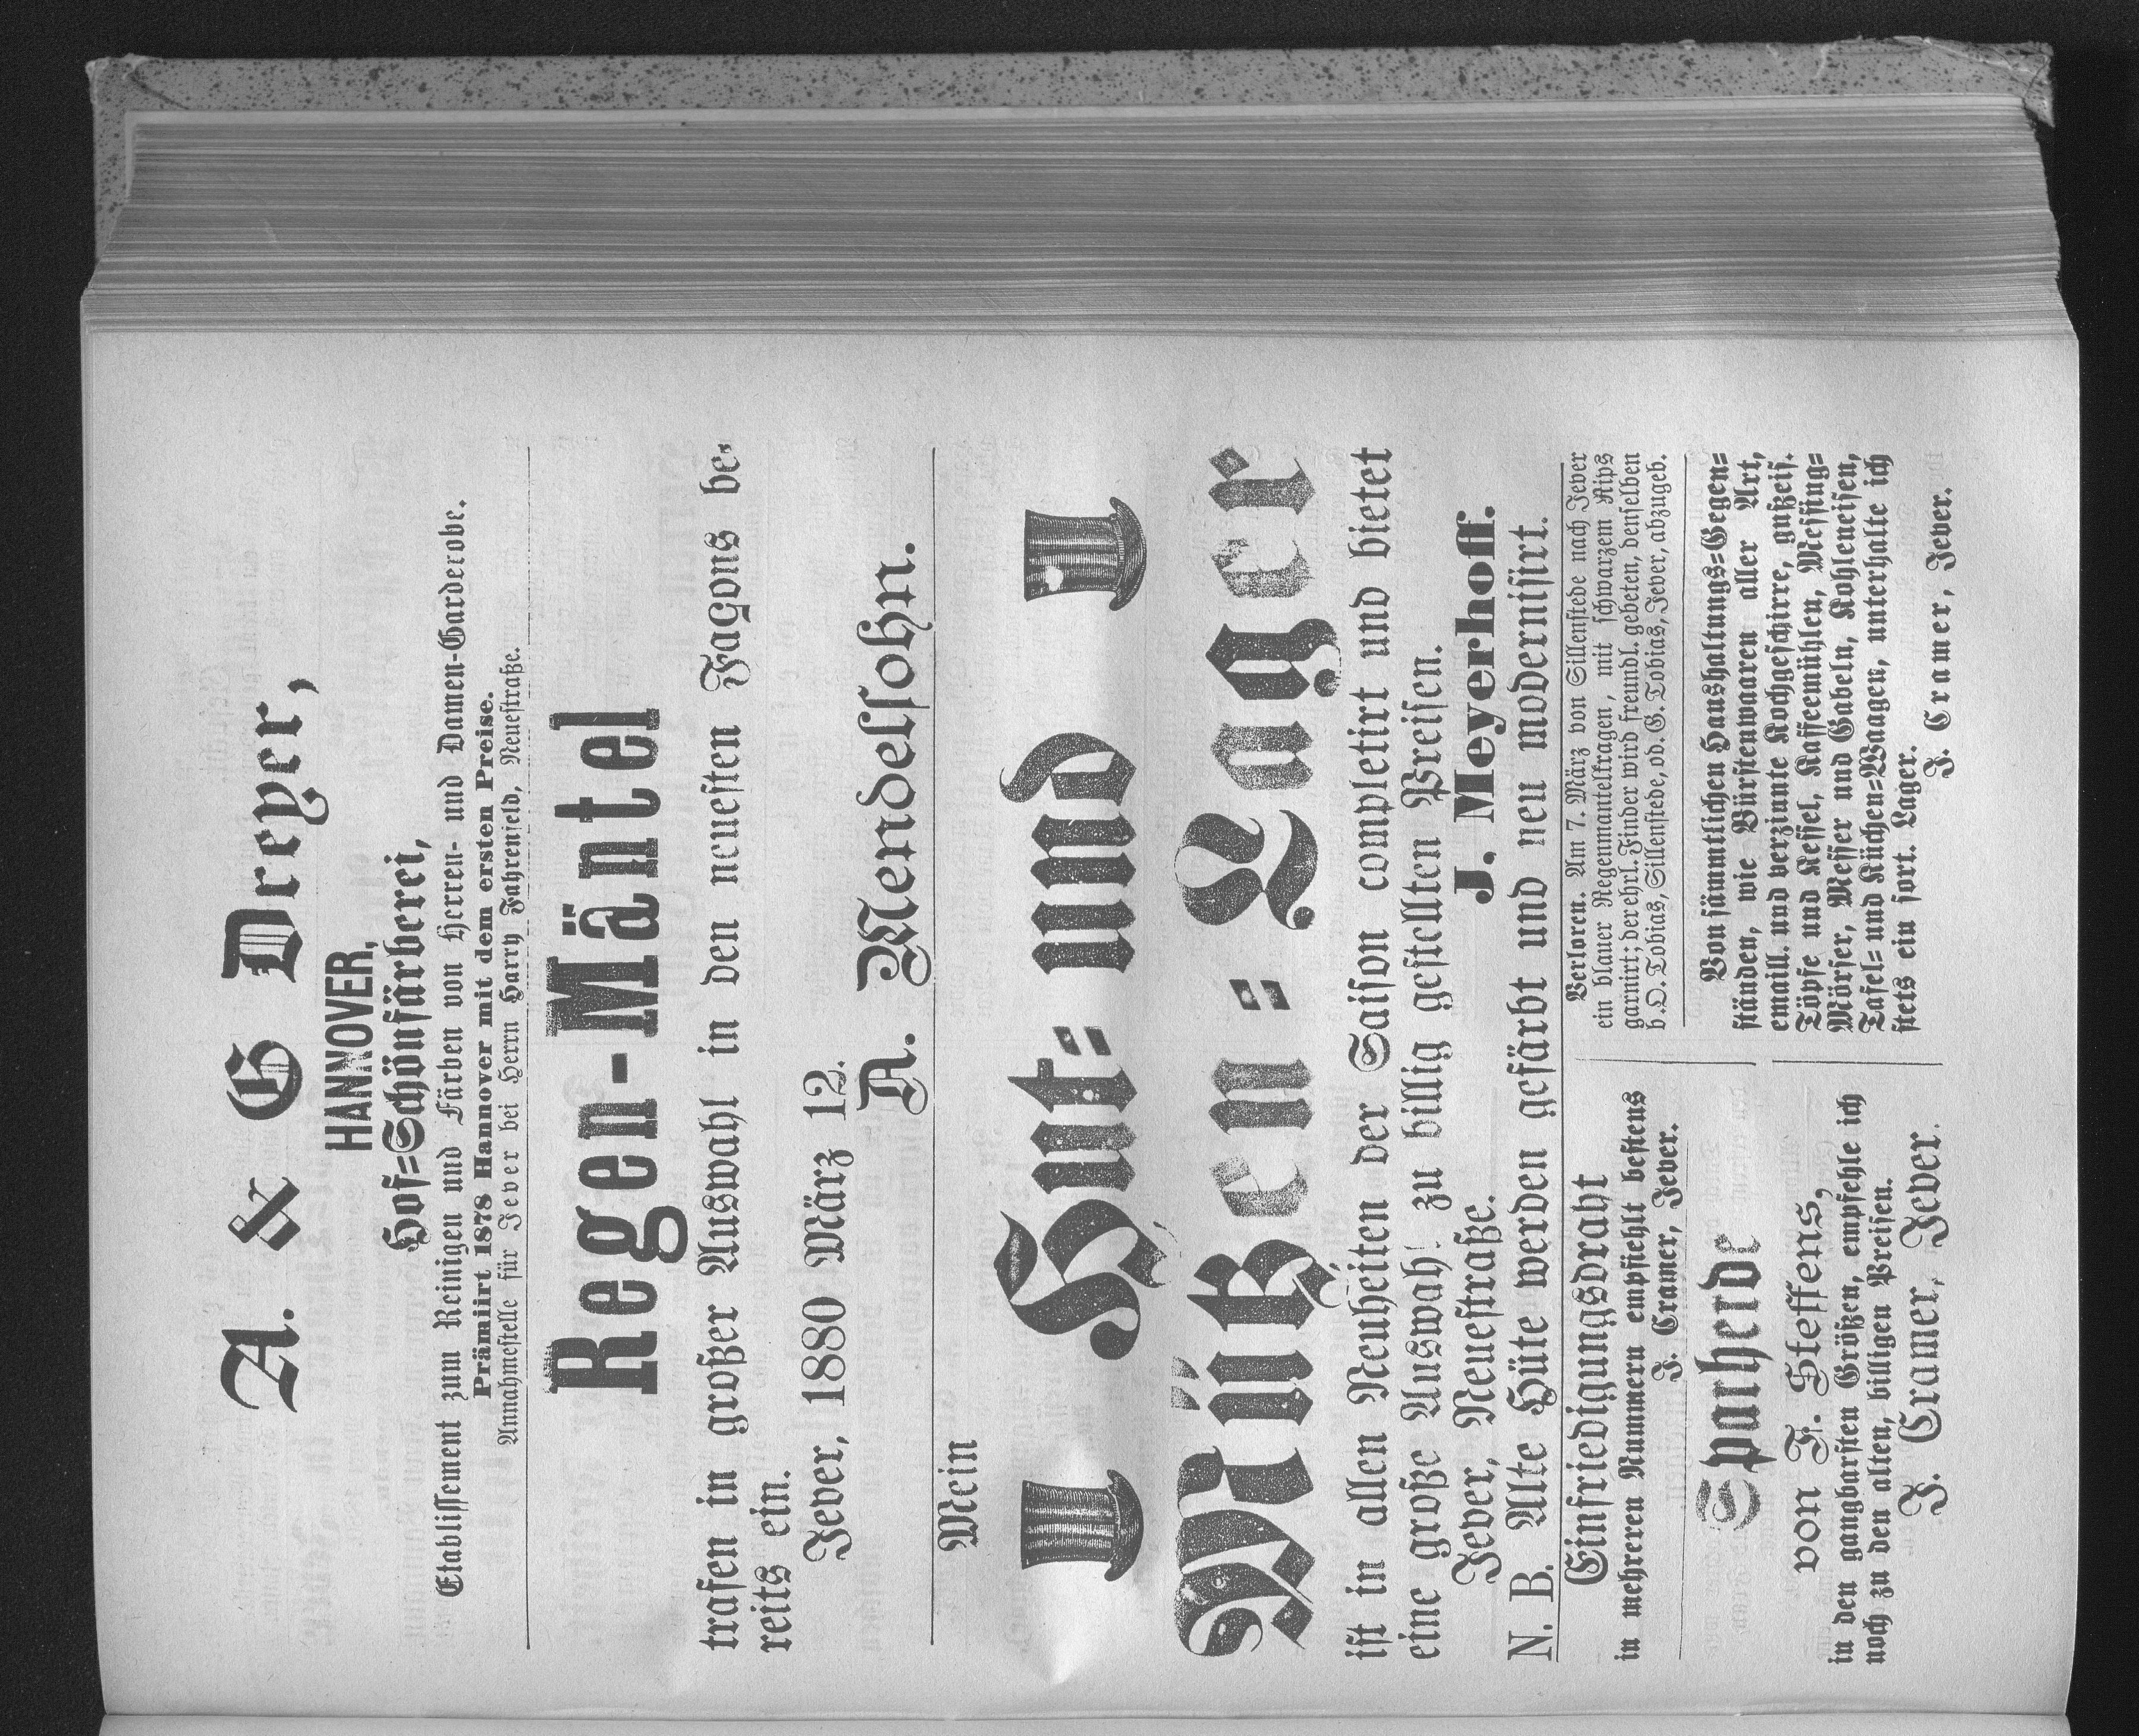 A. & G Dreyer,
HANNOVER,
Hof=Schönfärberei,
Etablissement zum Reinigen und Färben von Herren- und Damen-Garderobe.
Prämiirt 1878 Hannover mit dem ersten Preise.
Annahmestelle für Jever bei Herrn Harry Fahrenfeld, Neuestraße.
Regen-Mäntel
trafen in großer Auswahl in den neuesten Façons be-
reits ein.
Jever, 1880 März 12.
A. Mendelssohn.
Mein
Hut= und
Mützen=Lager
ist in allen Neuheiten der Saison completirt und bietet
eine große Auswahl zu billig gestellten Preisen.
Jever, Neuestraße.
J. Meyerhoff.
N. B. Alte Hüte werden gefärbt und neu modernisirt.
Einfriedigungsdraht
in mehreren Nummern empfiehlt bestens
J. Cramer, Jever.
Sparherde
von F. Steffens,
in den gangbarsten Größen, empfehle ich
noch zu den alten, billigen Preisen.
J. Cramer, Jever.
Verloren. Am 7. März von Sillenstede nach Jever
ein blauer Regenmantelkragen, mit schwarzem Rips
garnirt; der ehrl. Finder wird freundl. gebeten, denselben
b. O. Tobias, Sillenstede, od. G. Tobias, Jever, abzugeb.
Von sämmtlichen Haushaltungs=Gegen=
ständen, wie Bürstenwaaren aller Art,
emaill. und verzinnte Kochgeschirre, gußeis.
Töpfe und Kessel, Kaffeemühlen, Messing=
Mörser, Messer und Gabeln, Kohleneisen,
Tafel= und Küchen=Waagen, unterhalte ich
stets ein fort. Lager.
J. Cramer, Jever.